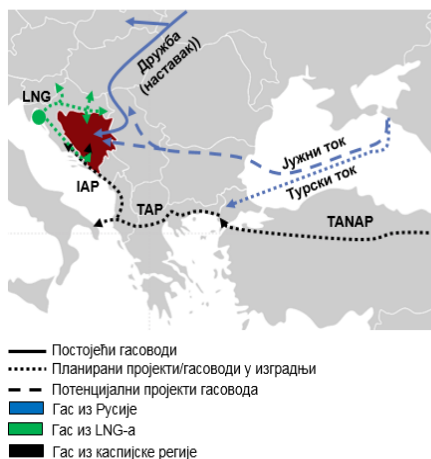 Дружба
(наставак))
LNG
Јужни ток
Турски ток
IAP
TAP
TANAP
Постојећи гасоводи
Планирани пројекти/гасоводи у изградњи
Потенцијални пројекти гасовода
Гас из Русије
Гас из LNG-а
Гас из каспијске регије